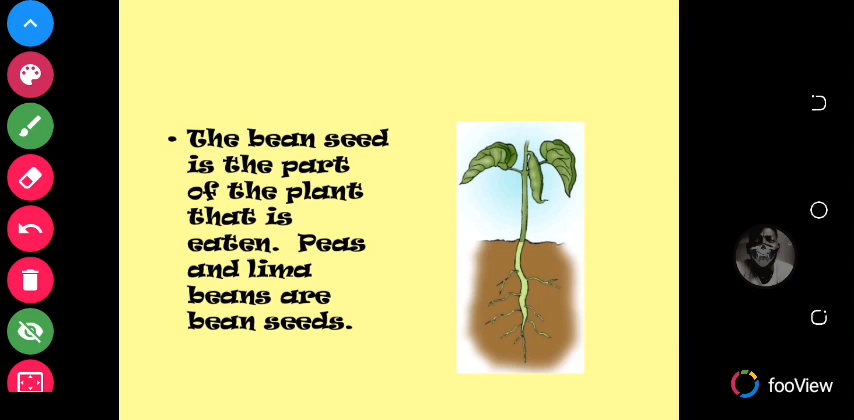 • The bean seed
is the part
of the plant
that is
eaten.  Peas
and lima
beans are
bean seeds.
fooView